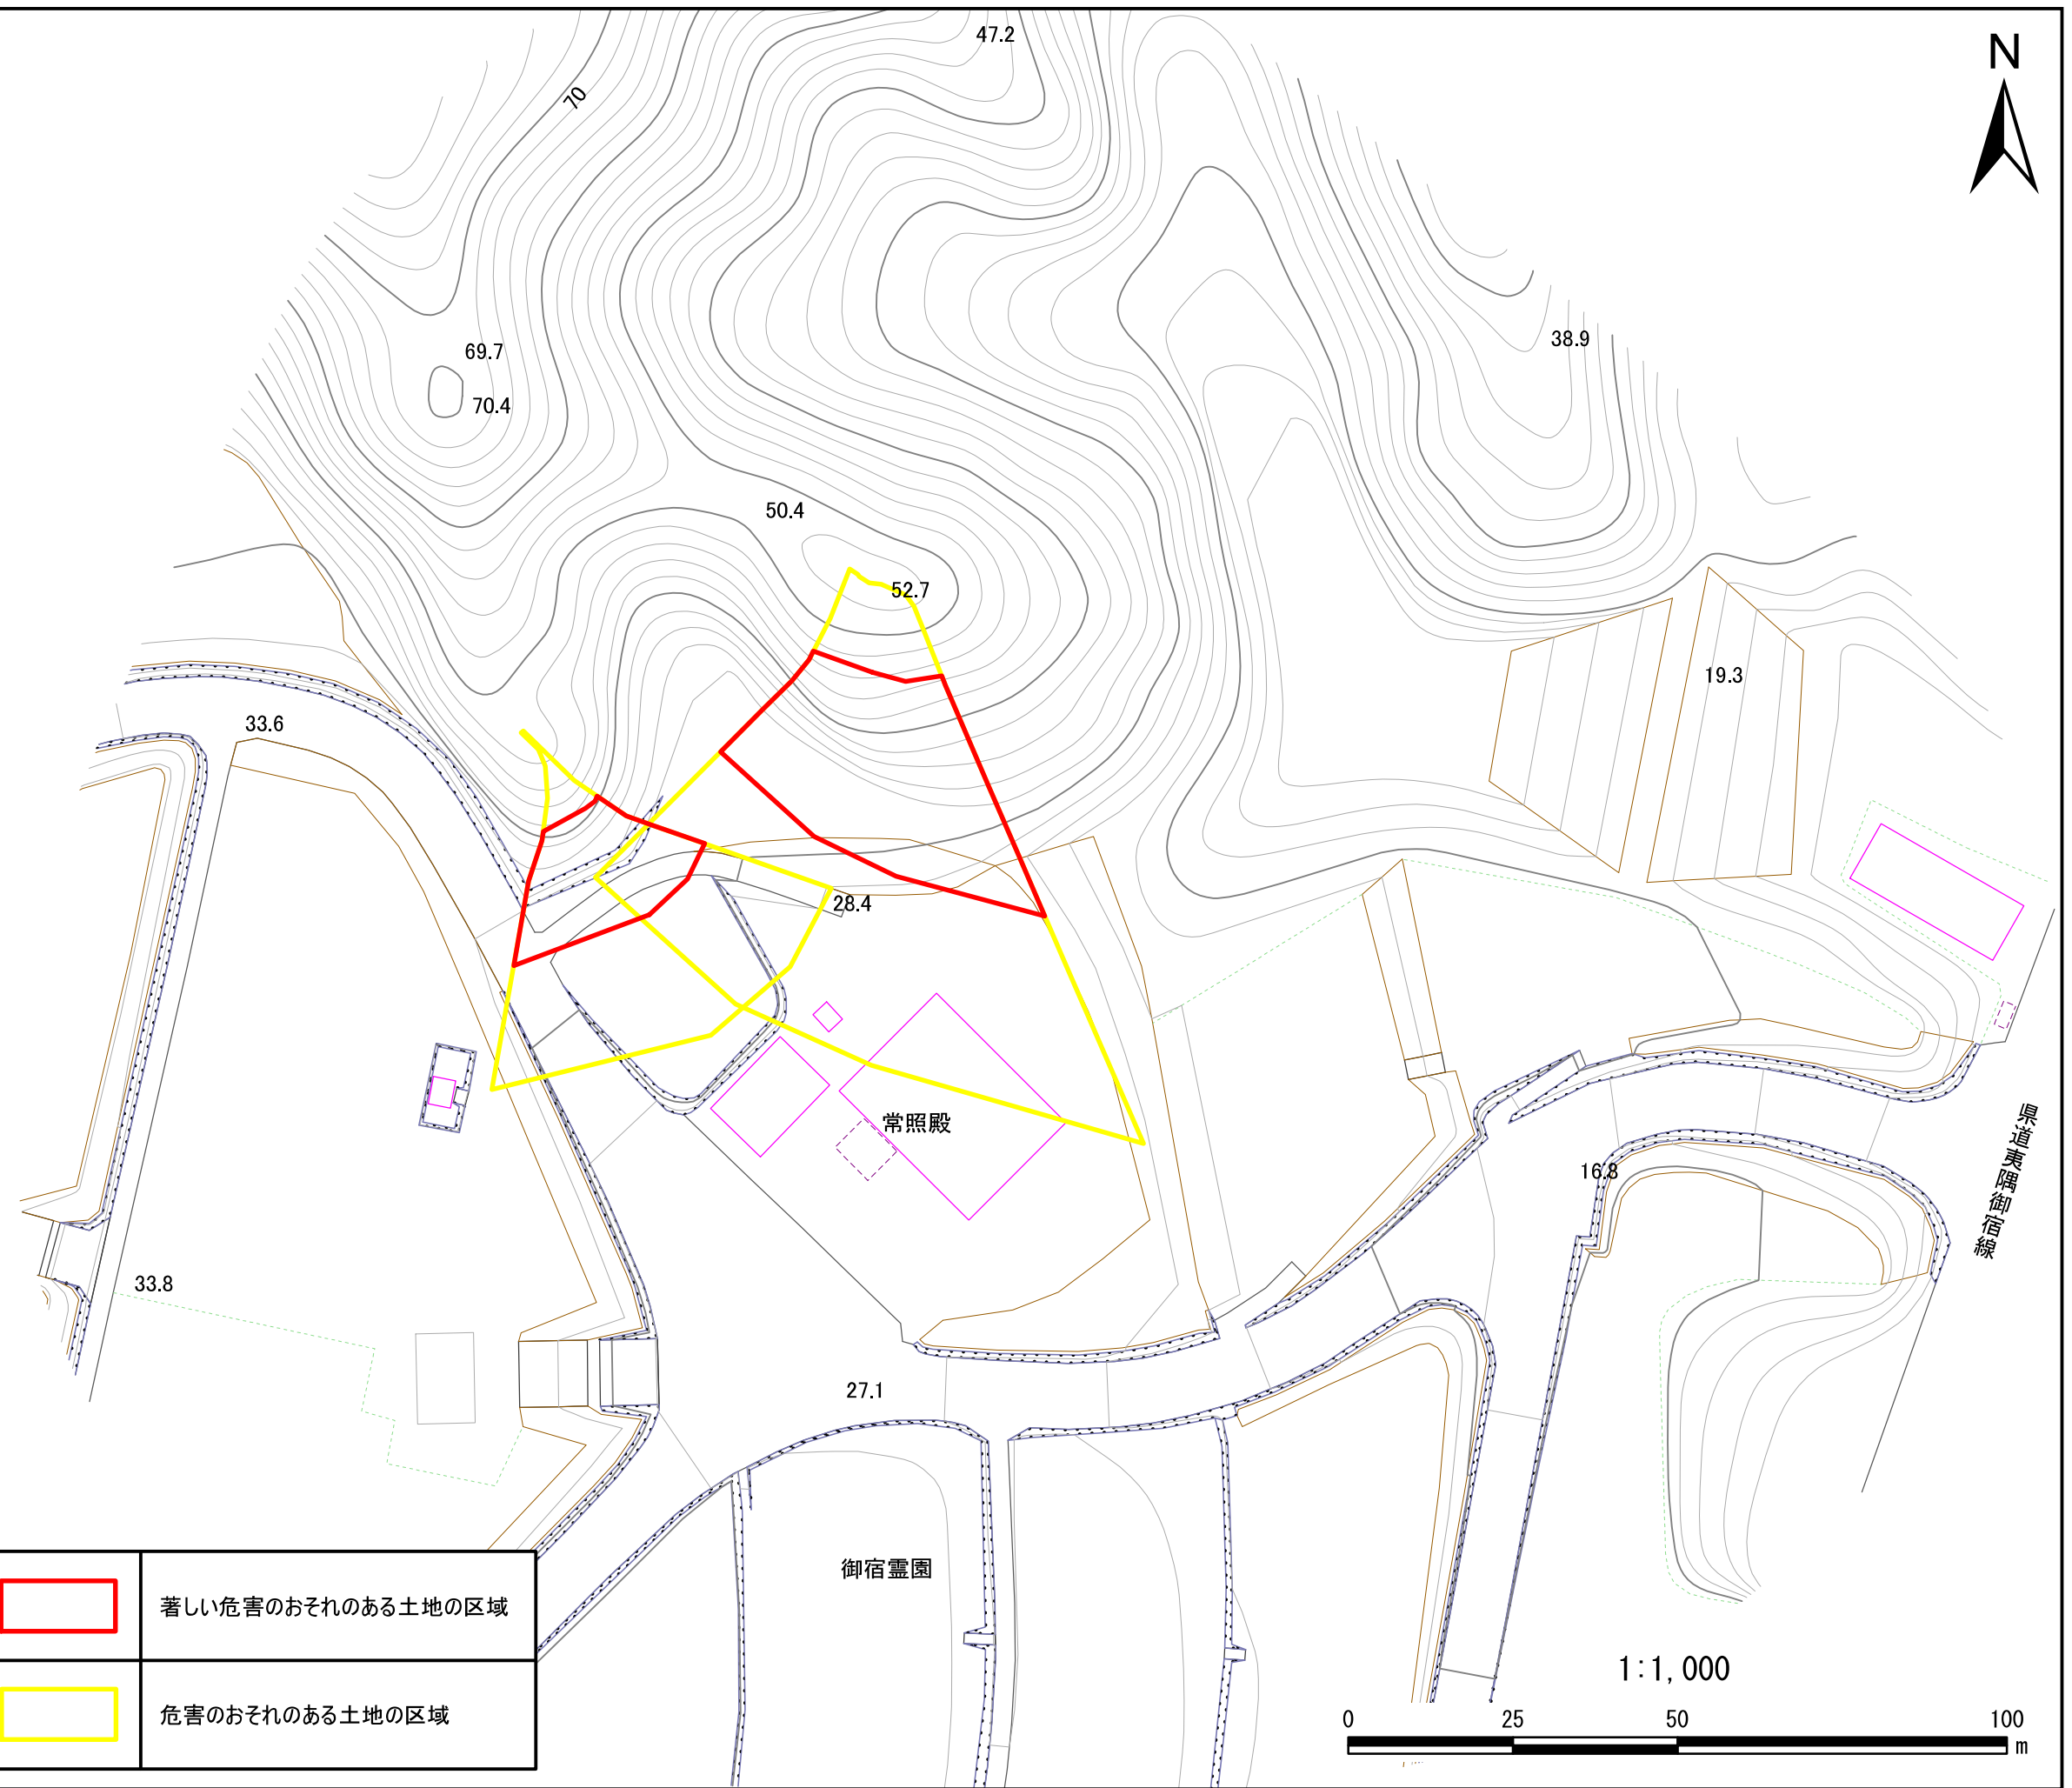 47.2
N
70
38.9
69.7
70.4
50.4
52.7
19.3
33.6
28.4
常照殿
県道夷隅御宿線
16.8
33.8
27.1
御宿霊園
著しい危害のおそれのある土地の区域
危害のおそれのある土地の区域
1:1,000
0 25 50 100
m